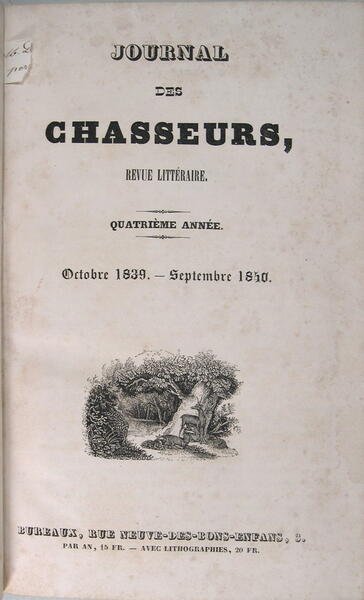 JOURNAL
DES
CHASSEURS,
REVUE LITTÉRAIRE.
QUATRIÈME ANNÉE.
Octobre 1839. — Septembre 1840.
BUREAUX, RUE NEUVE-DES-BONS-ENFANS, 3.
PAR AN, 15 FR. — AVEC LITHOGRAPHIES, 20 FR.